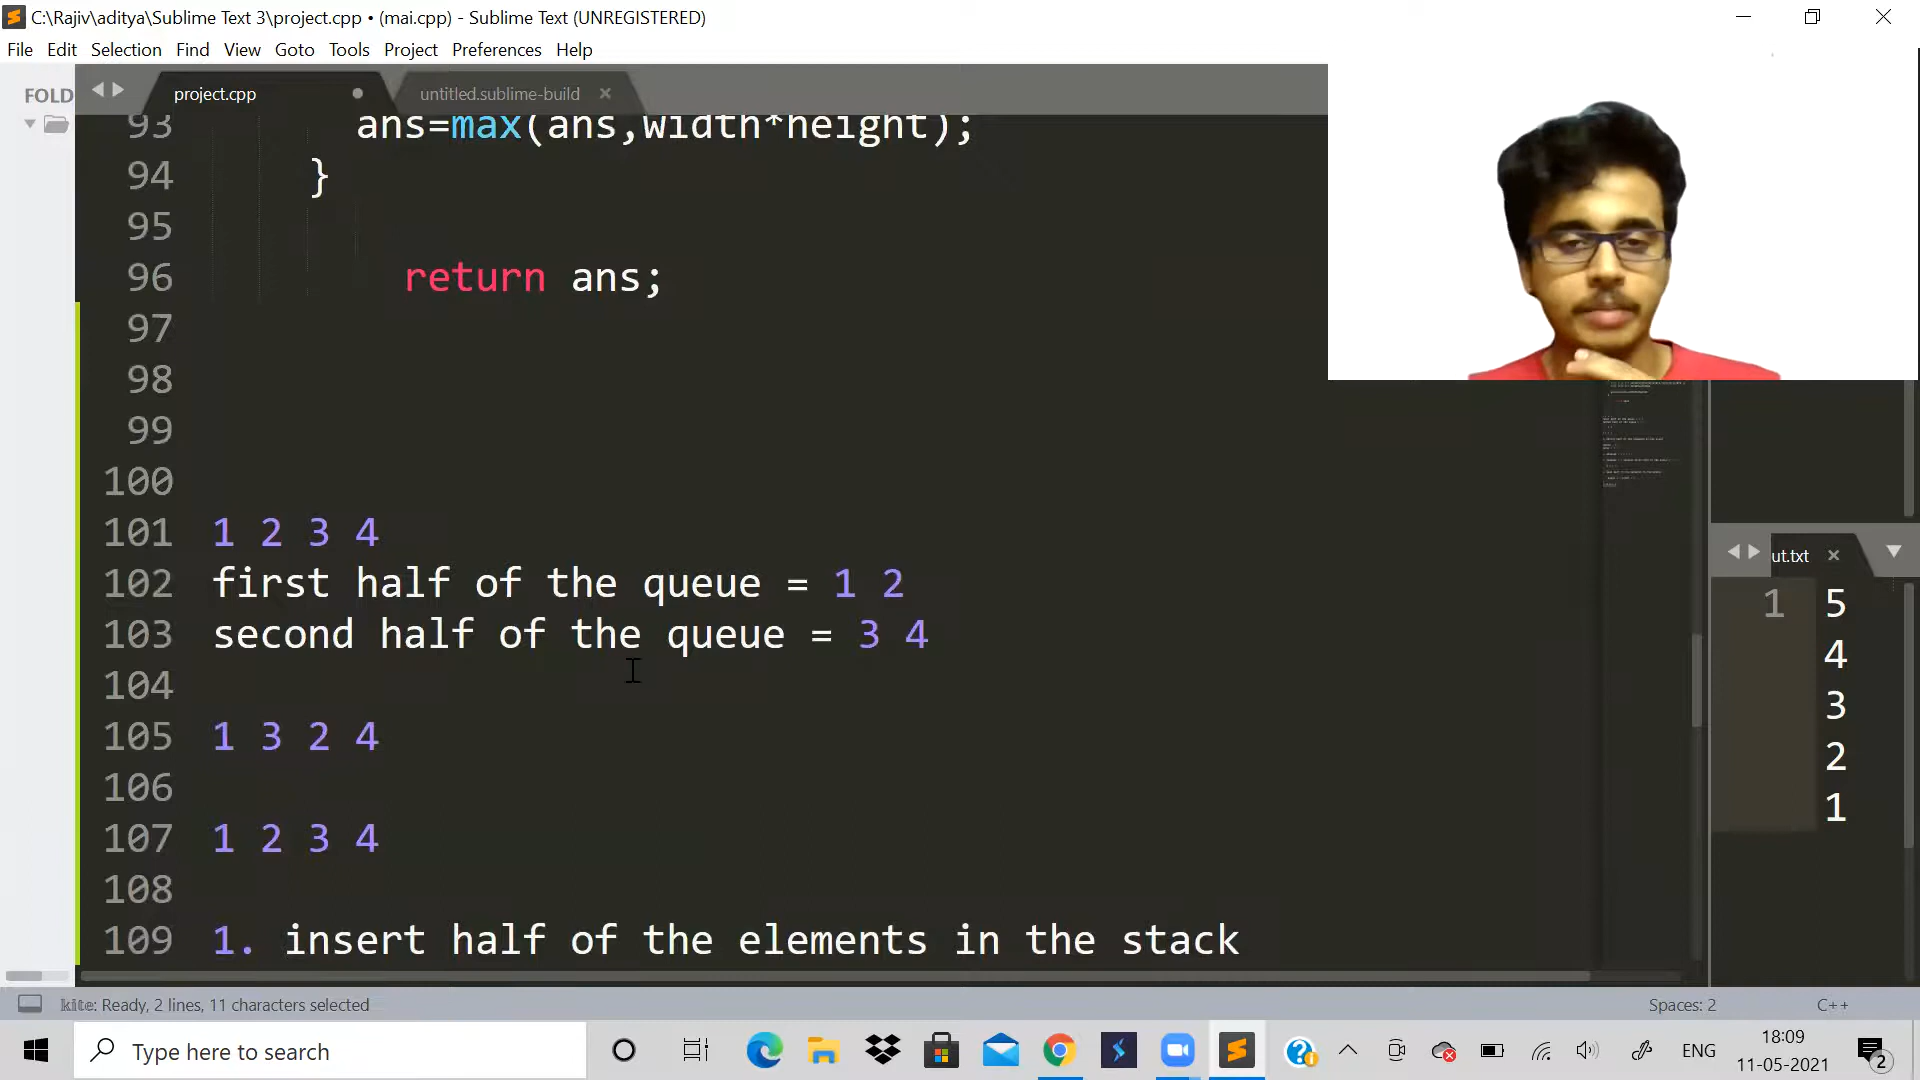 C:\Rajiv\aditya\Sublime Text 3\project.cpp • (mai.cpp) - Sublime Text (UNREGISTERED)
File Edit Selection Find View Goto Tools Project Preferences Help
FOLD
project.cpp
untitled.sublime-build
93 ans=max(ans,width*height);
94 }
95
96 return ans;
97
98
99
100
101 1 2 3 4
102 first half of the queue = 1 2
103 second half of the queue = 3 4
104
105 1 3 2 4
106
107 1 2 3 4
108
109 1. insert half of the elements in the stack
ut.txt
1 5
4
3
2
1
kite: Ready, 2 lines, 11 characters selected
Spaces: 2
C++
Type here to search
ENG
18:09
11-05-2021
2